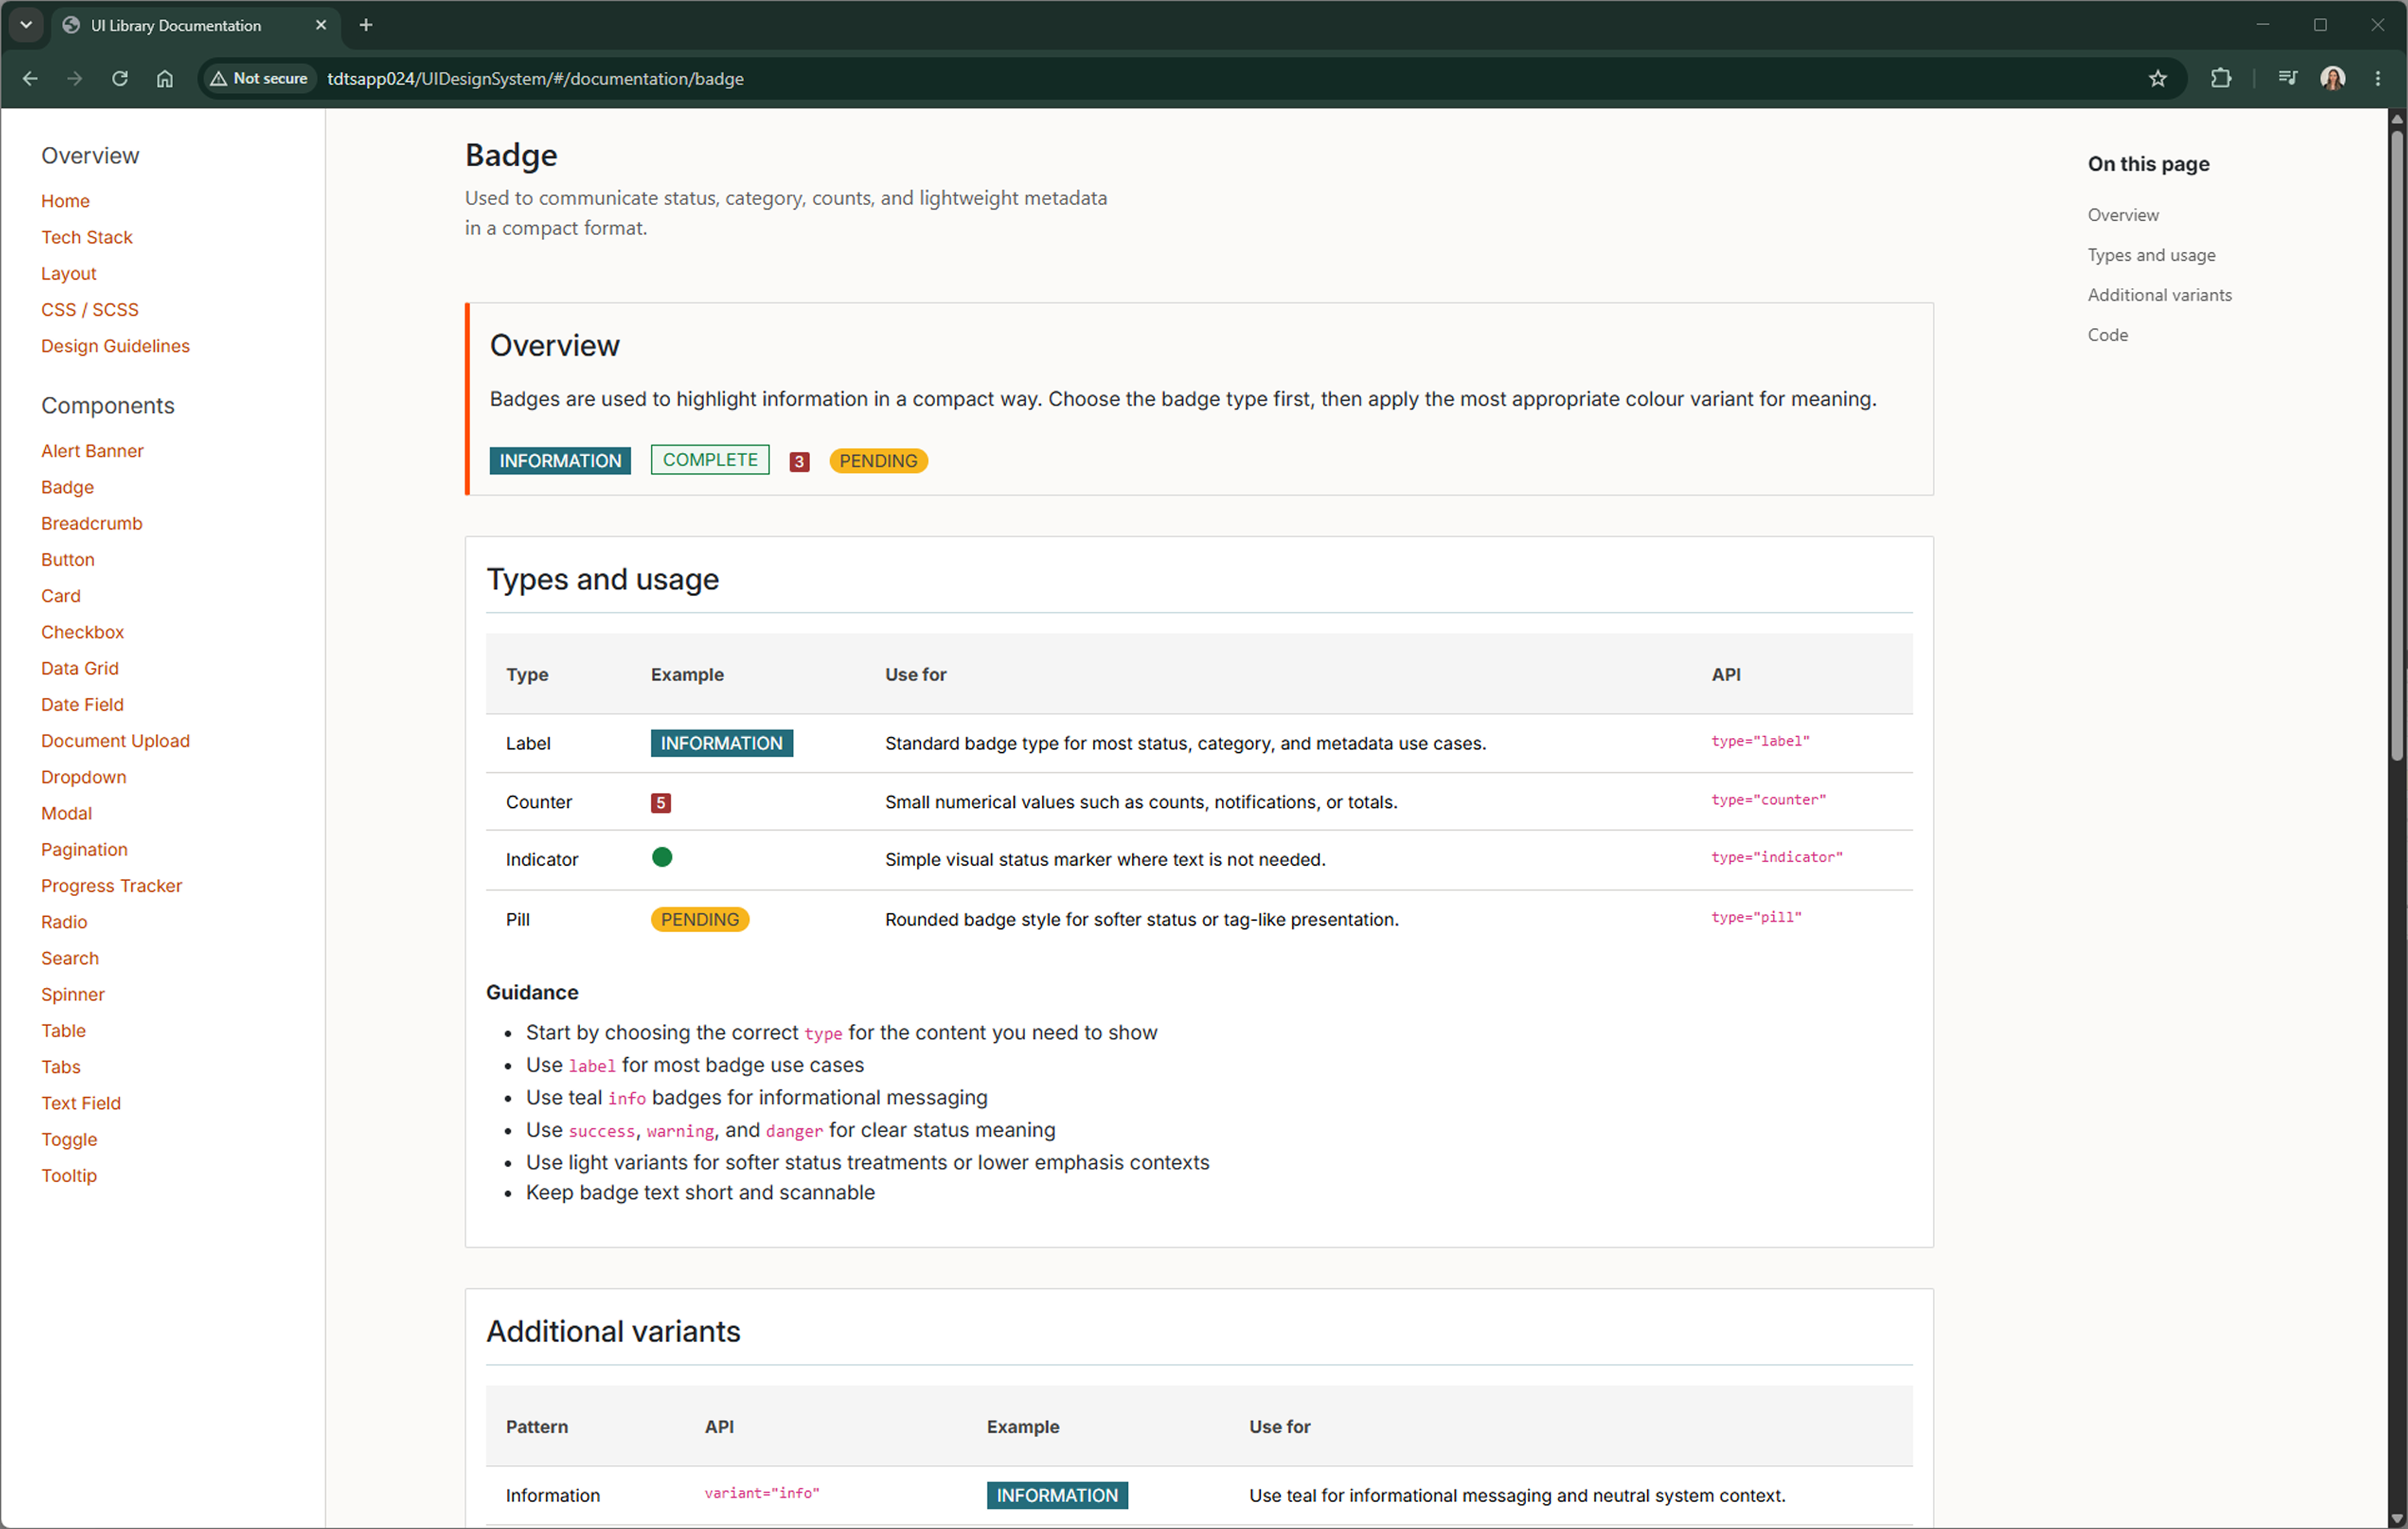 UI Library Documentation
Not secure
tdtsapp024/UIDesignSystem/#/documentation/badge
Overview
Home
Tech Stack
Layout
CSS / SCSS
Design Guidelines
Components
Alert Banner
Badge
Breadcrumb
Button
Card
Checkbox
Data Grid
Date Field
Document Upload
Dropdown
Modal
Pagination
Progress Tracker
Radio
Search
Spinner
Table
Tabs
Text Field
Toggle
Tooltip
Badge
Used to communicate status, category, counts, and lightweight metadata
in a compact format.
Overview
Badges are used to highlight information in a compact way. Choose the badge type first, then apply the most appropriate colour variant for meaning.
INFORMATION COMPLETE 3 PENDING
Types and usage
Type Example Use for API
Label INFORMATION Standard badge type for most status, category, and metadata use cases. type="label"
Counter 5 Small numerical values such as counts, notifications, or totals. type="counter"
Indicator Simple visual status marker where text is not needed. type="indicator"
Pill PENDING Rounded badge style for softer status or tag-like presentation. type="pill"
Guidance
• Start by choosing the correct type for the content you need to show
• Use label for most badge use cases
• Use teal info badges for informational messaging
• Use success, warning, and danger for clear status meaning
• Use light variants for softer status treatments or lower emphasis contexts
• Keep badge text short and scannable
Additional variants
Pattern API Example Use for
Information variant="info" INFORMATION Use teal for informational messaging and neutral system context.
On this page
Overview
Types and usage
Additional variants
Code